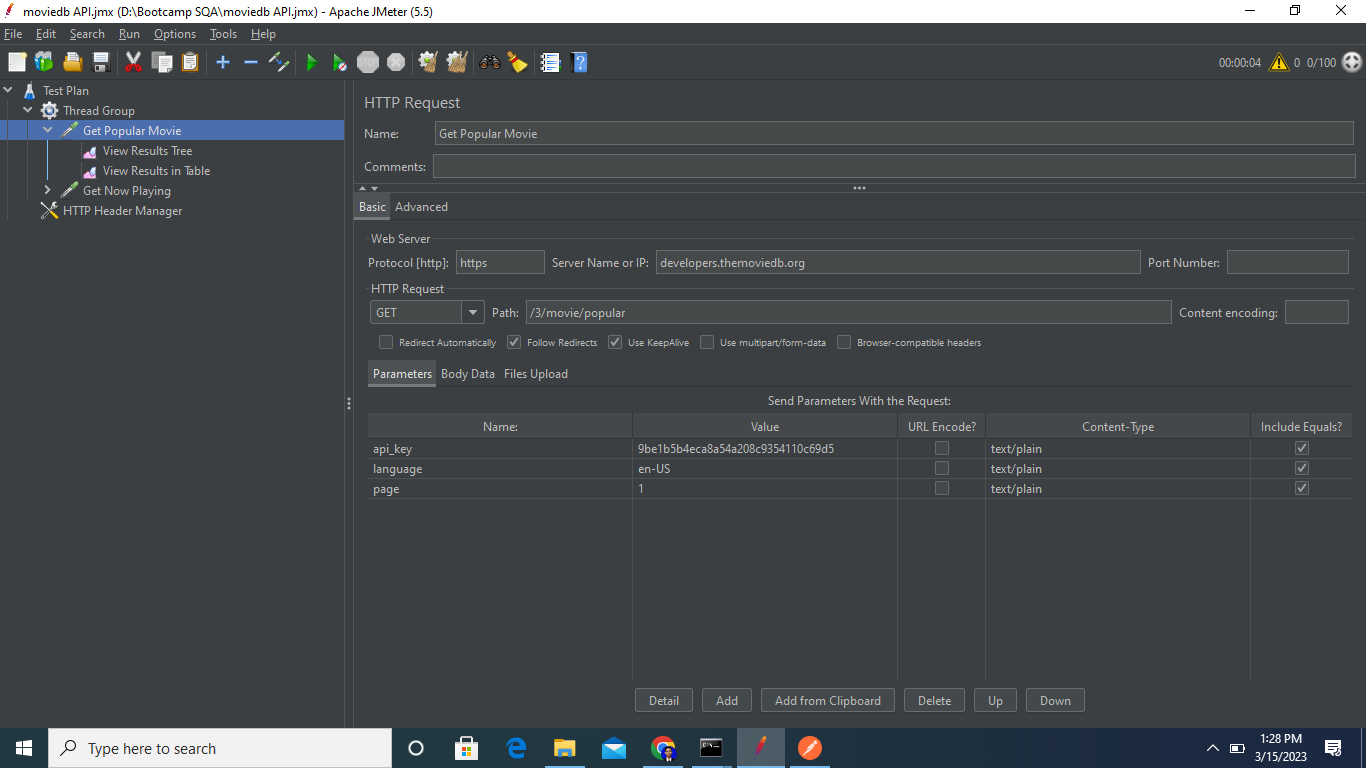 moviedb API.jmx (D:\Bootcamp SQA\moviedb API.jmx) - Apache JMeter (5.5)
File Edit Search Run Options Tools Help
STOP 00:00:04 0 0/100
Test Plan
Thread Group
Get Popular Movie
View Results Tree
View Results in Table
Get Now Playing
HTTP Header Manager
HTTP Request
Name: Get Popular Movie
Comments:
Basic Advanced
Web Server
Protocol [http]: https Server Name or IP: developers.themoviedb.org Port Number:
HTTP Request
GET Path: /3/movie/popular Content encoding:
Redirect Automatically Follow Redirects Use KeepAlive Use multipart/form-data Browser-compatible headers
Parameters Body Data Files Upload
Send Parameters With the Request:
Name: Value URL Encode? Content-Type Include Equals?
api_key 9be1b5b4eca8a54a208c9354110c69d5 text/plain
language en-US text/plain
page 1 text/plain
Detail Add Add from Clipboard Delete Up Down
Type here to search
1:28 PM
3/15/2023